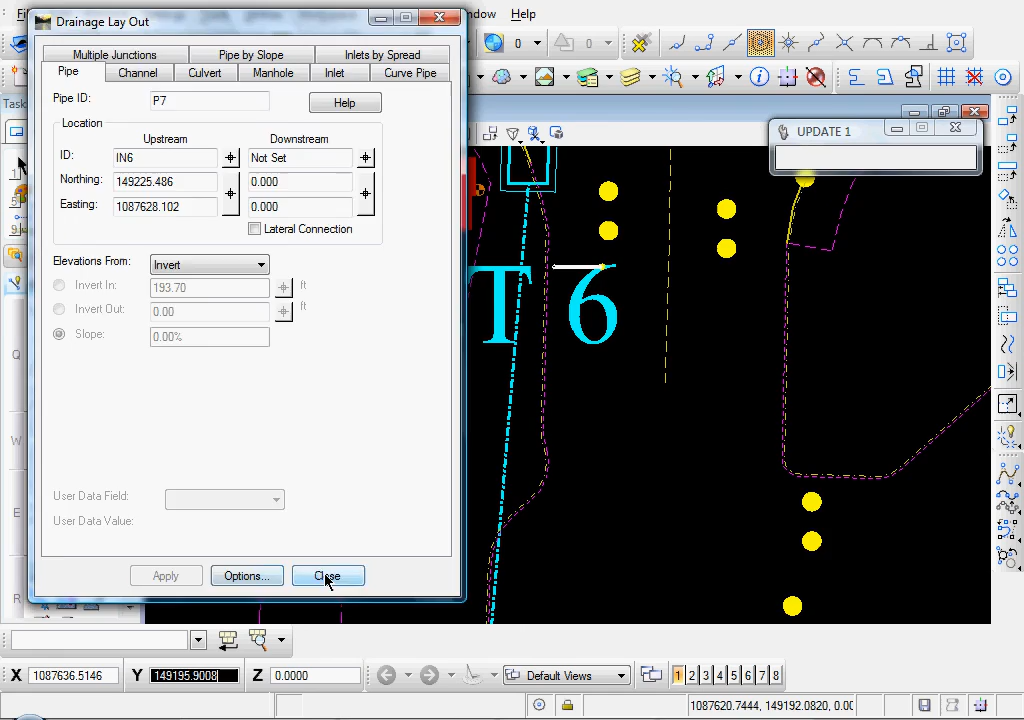 Drainage Lay Out
ndow Help
0
0
Multiple Junctions Pipe by Slope Inlets by Spread
Pipe Channel Culvert Manhole Inlet Curve Pipe
Task
Pipe ID: P7 Help
UPDATE 1
Location
Upstream Downstream
ID: IN6 Not Set
Northing: 149225.486 0.000
Easting: 1087628.102 0.000
Lateral Connection
Elevations From: Invert
Invert In: 193.70 ft
Invert Out: 0.00 ft
Slope: 0.00%
T 6
User Data Field:
User Data Value:
Apply Options... Close
X 1087636.5146 Y 149195.9008 Z 0.0000 Default Views 1 2 3 4 5 6 7 8
1087620.7444, 149192.0820, 0.00